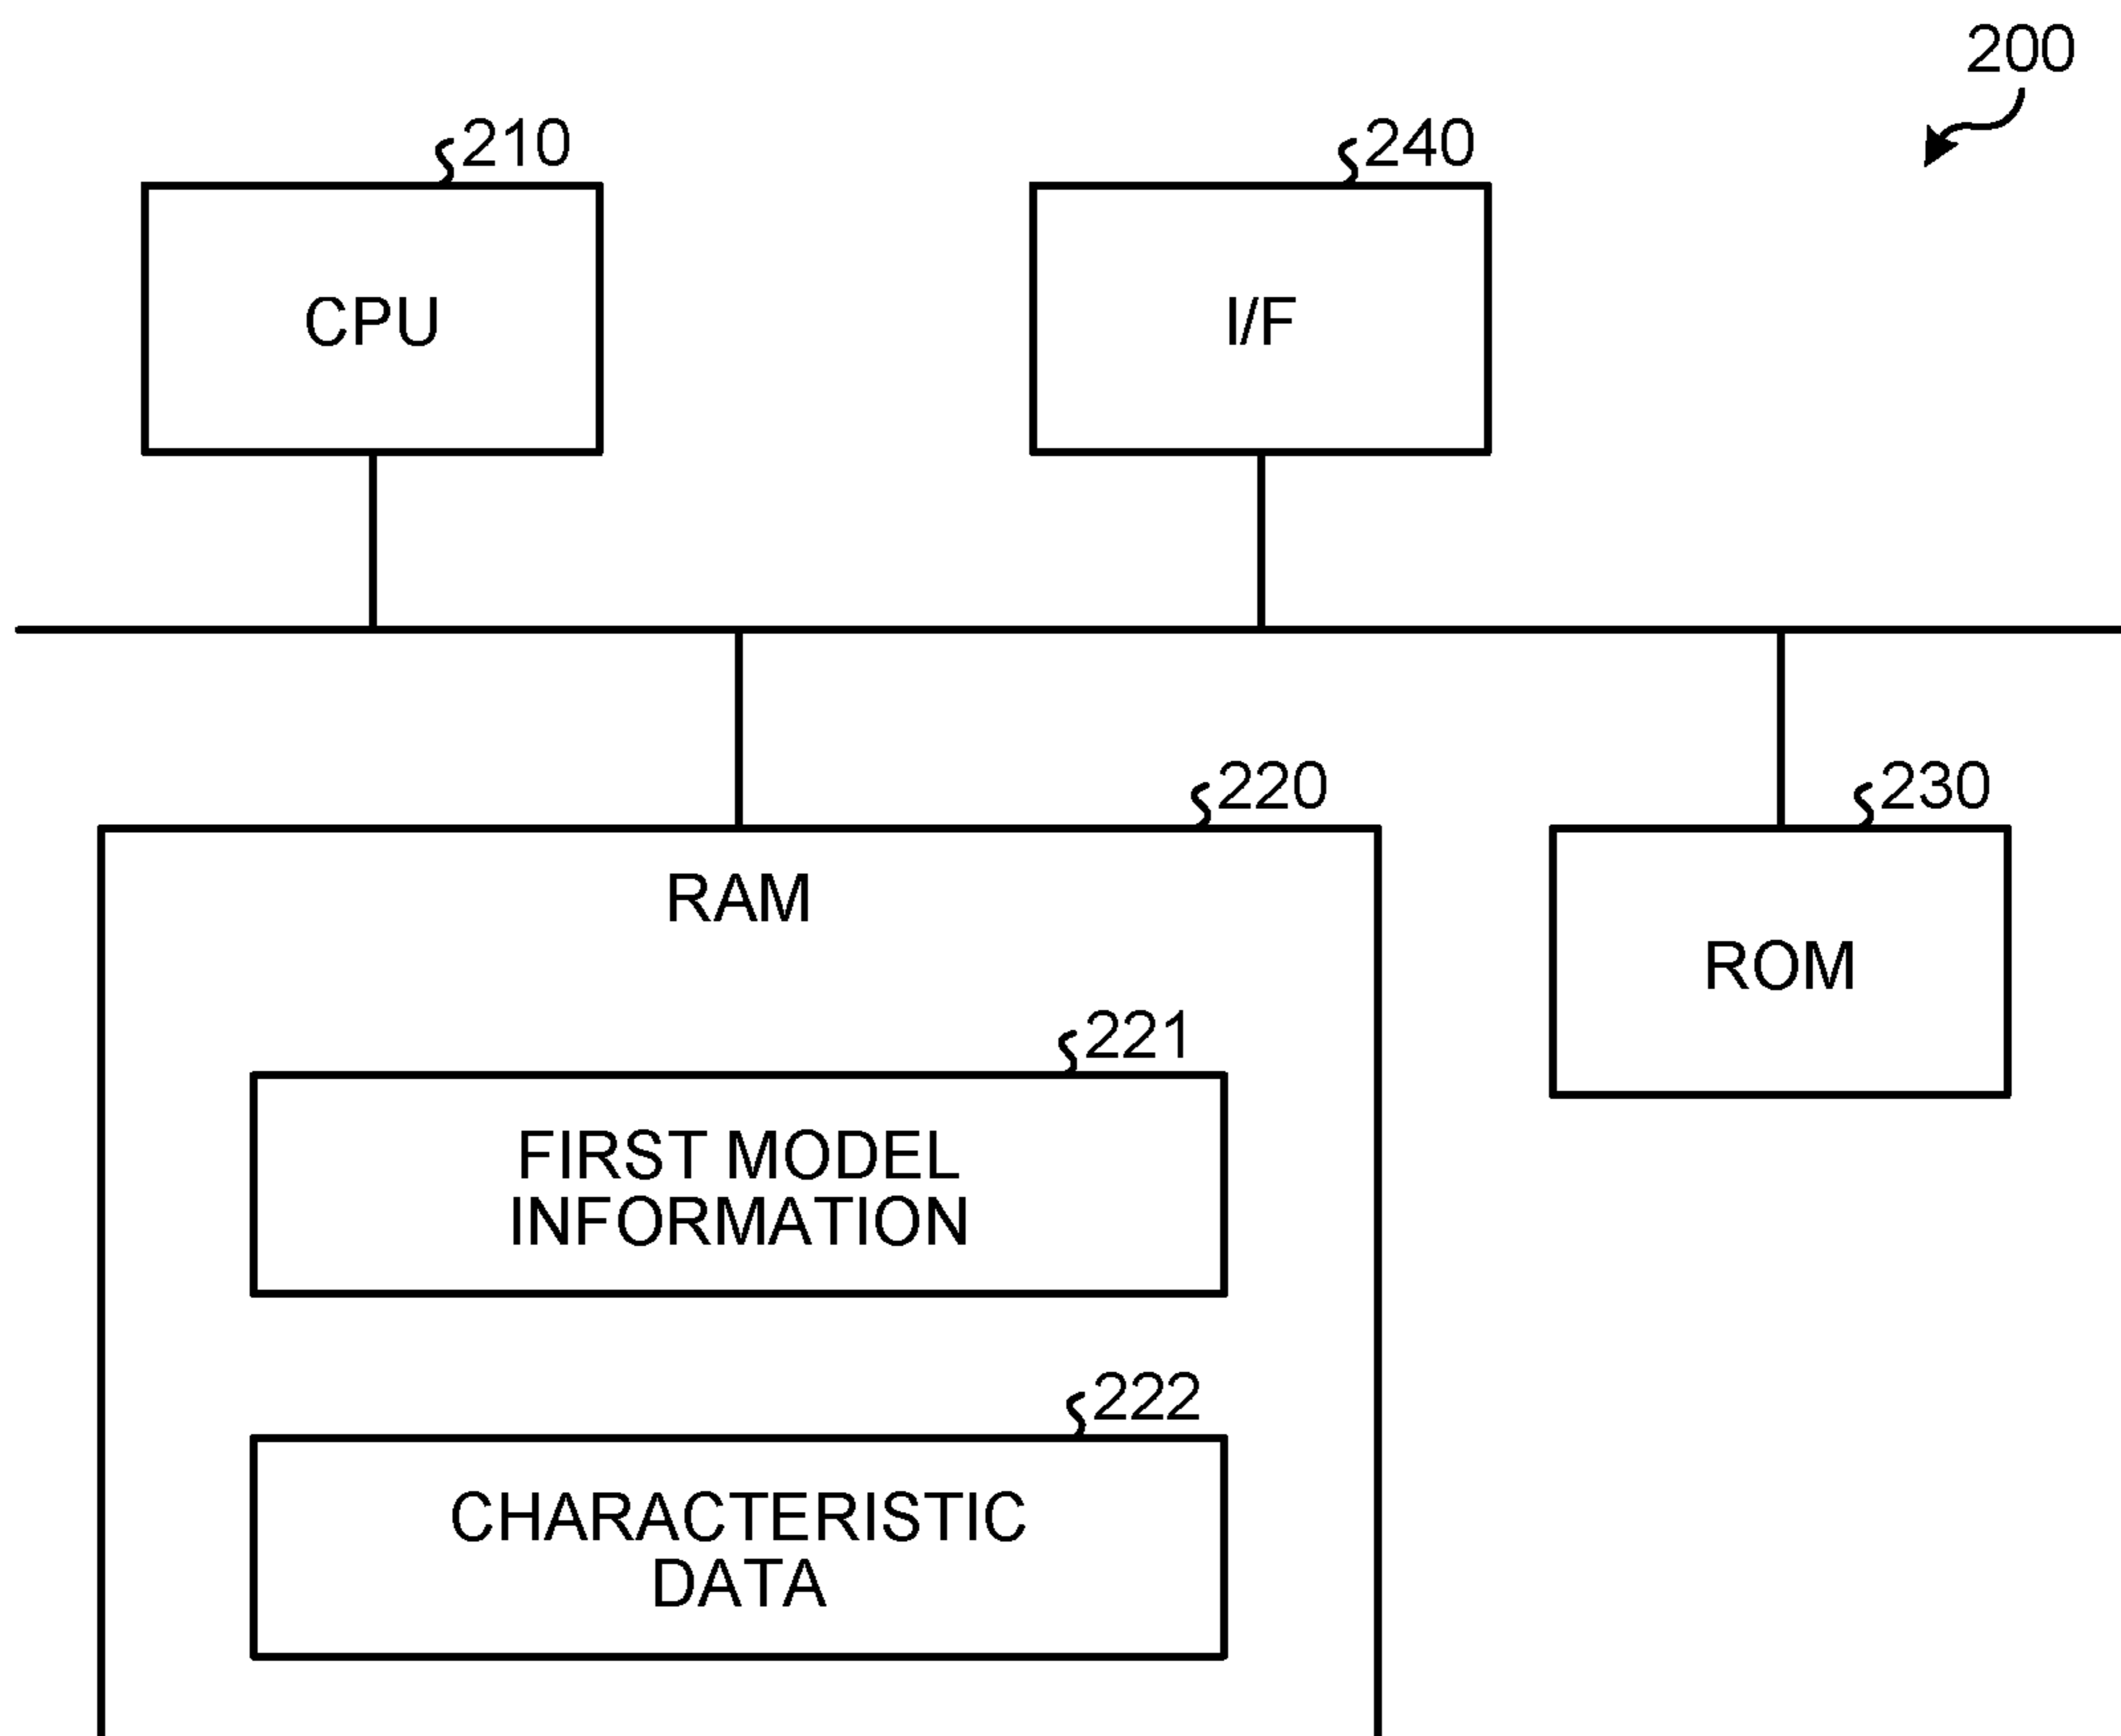 200
210
240
CPU
I/F
220
230
RAM
ROM
221
FIRST MODEL
INFORMATION
222
CHARACTERISTIC
DATA